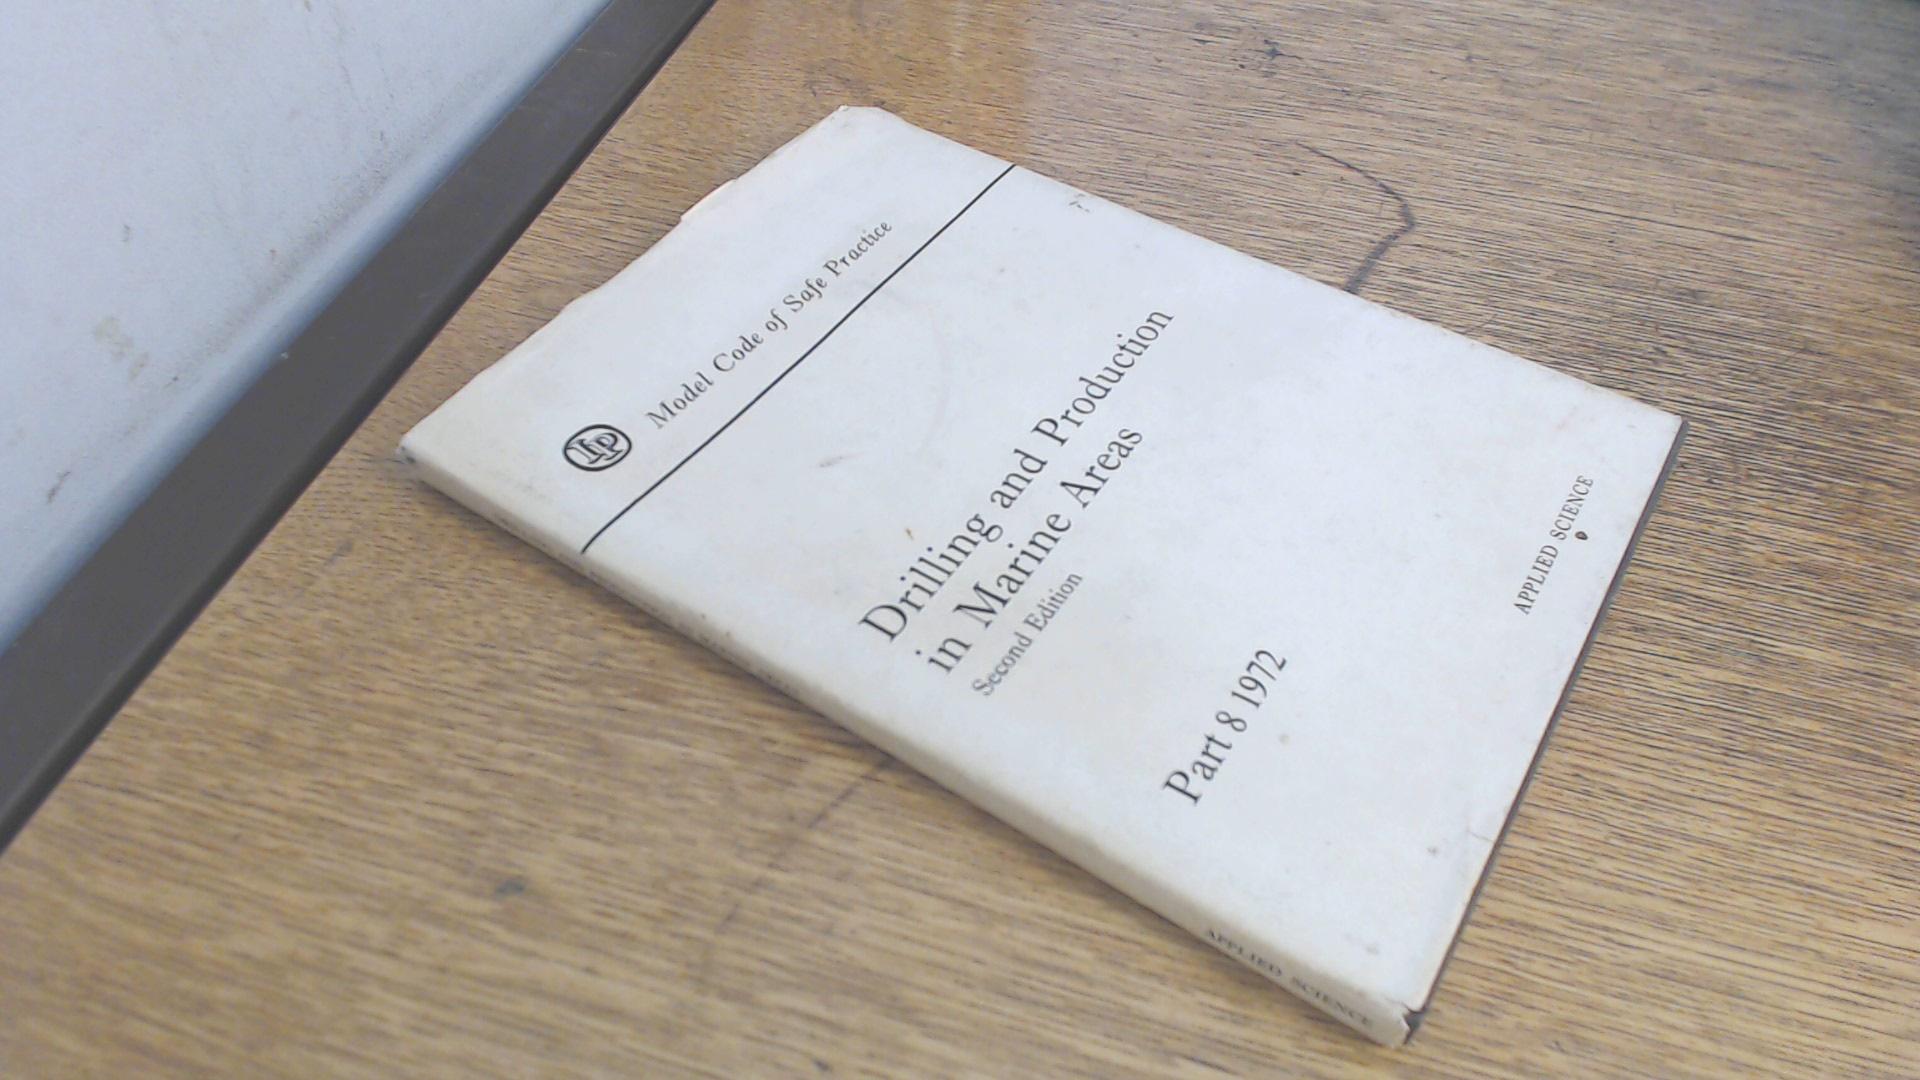 IP
Model Code of Safe Practice
Drilling and Production
in Marine Areas
Second Edition
Part 8 1972
APPLIED SCIENCE
APPLIED SCIENCE